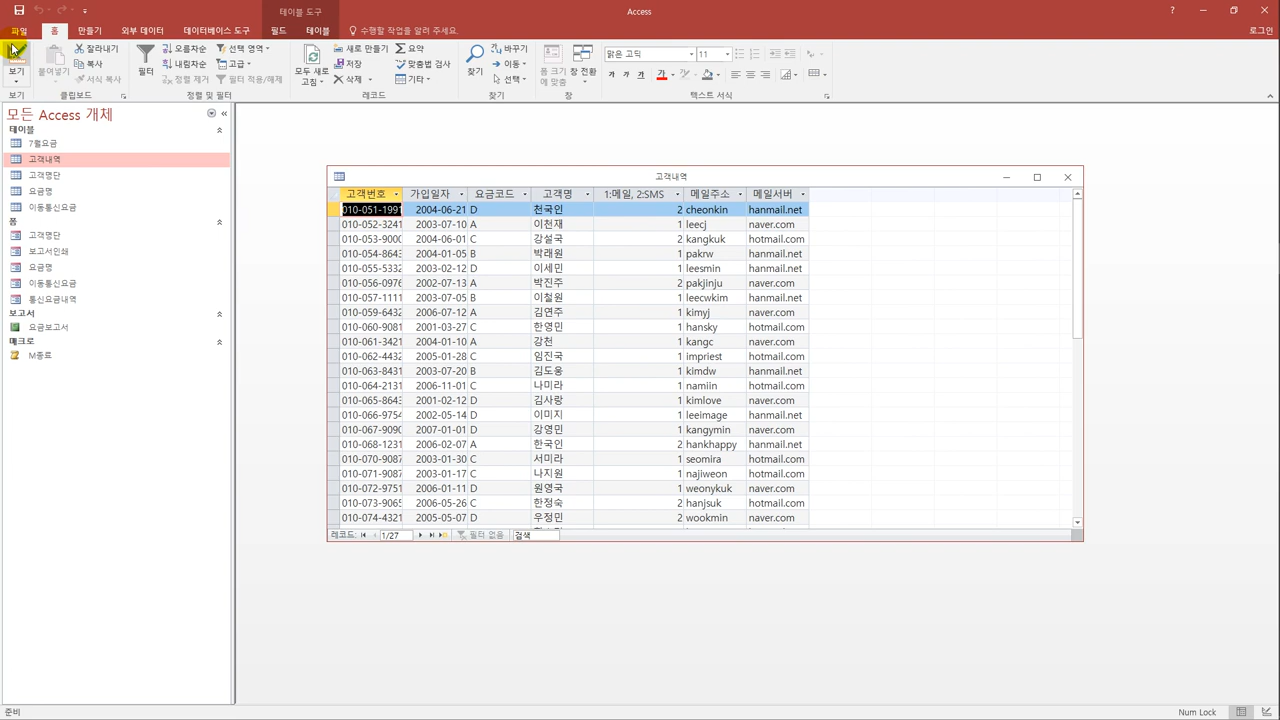 테이블 도구
Access
?
파일 홈 만들기 외부 데이터 데이터베이스 도구 필드 테이블 수행할 작업을 알려 주세요. 로그인
보기
보기
붙여넣기
잘라내기
복사
서식 복사
클립보드
필터
오름차순
내림차순
정렬 제거
선택 영역
고급
필터 적용/해제
정렬 및 필터
모두 새로 고침
새로 만들기
저장
삭제
요약
맞춤법 검사
기타
레코드
찾기
바꾸기
이동
선택
찾기
폼 크기에 맞춤
창 전환
창
맑은 고딕 11
가 가 가
텍스트 서식
모든 Access 개체
테이블
7월요금
고객내역
고객명단
요금명
이동통신요금
폼
고객명단
보고서인쇄
요금명
이동통신요금
통신요금내역
보고서
요금보고서
매크로
M종료
고객내역
고객번호 가입일자 요금코드 고객명 1:메일, 2:SMS 메일주소 메일서버
010-051-1991 2004-06-21 D 천국인 2 cheonkin hanmail.net
010-052-3241 2003-07-10 A 이천재 1 leecj naver.com
010-053-9000 2004-06-01 C 강설국 2 kangkuk hotmail.com
010-054-8643 2004-01-05 B 박래원 1 pakrw hanmail.net
010-055-5332 2003-02-12 D 이세민 1 leesmin hanmail.net
010-056-0976 2002-07-13 A 박진주 2 pakjinju naver.com
010-057-1111 2003-07-05 B 이철원 1 leecwkim hanmail.net
010-059-6432 2006-07-12 A 김연주 1 kimyj naver.com
010-060-9081 2001-03-27 C 한영민 1 hansky hotmail.com
010-061-3421 2004-01-10 A 강천 1 kangc naver.com
010-062-4432 2005-01-28 C 임진국 1 impriest hotmail.com
010-063-8431 2003-07-20 B 김도웅 1 kimdw hanmail.net
010-064-2131 2006-11-01 C 나미라 1 namiin hotmail.com
010-065-8643 2001-02-12 D 김사랑 1 kimlove naver.com
010-066-9754 2002-05-14 D 이미지 1 leeimage hanmail.net
010-067-9090 2007-01-01 D 강영민 1 kangymin naver.com
010-068-1231 2006-02-07 A 한국인 2 hankhappy hanmail.net
010-070-9087 2003-01-30 C 서미라 1 seomira hotmail.com
010-071-9087 2003-01-17 C 나지원 1 najiweon hotmail.com
010-072-9751 2006-01-11 D 원영국 1 weonykuk naver.com
010-073-9065 2006-05-26 C 한정숙 2 hanjsuk hotmail.com
010-074-4321 2005-05-07 D 우정민 2 wookmin naver.com
레코드: 1/27 필터 없음 검색
준비 Num Lock